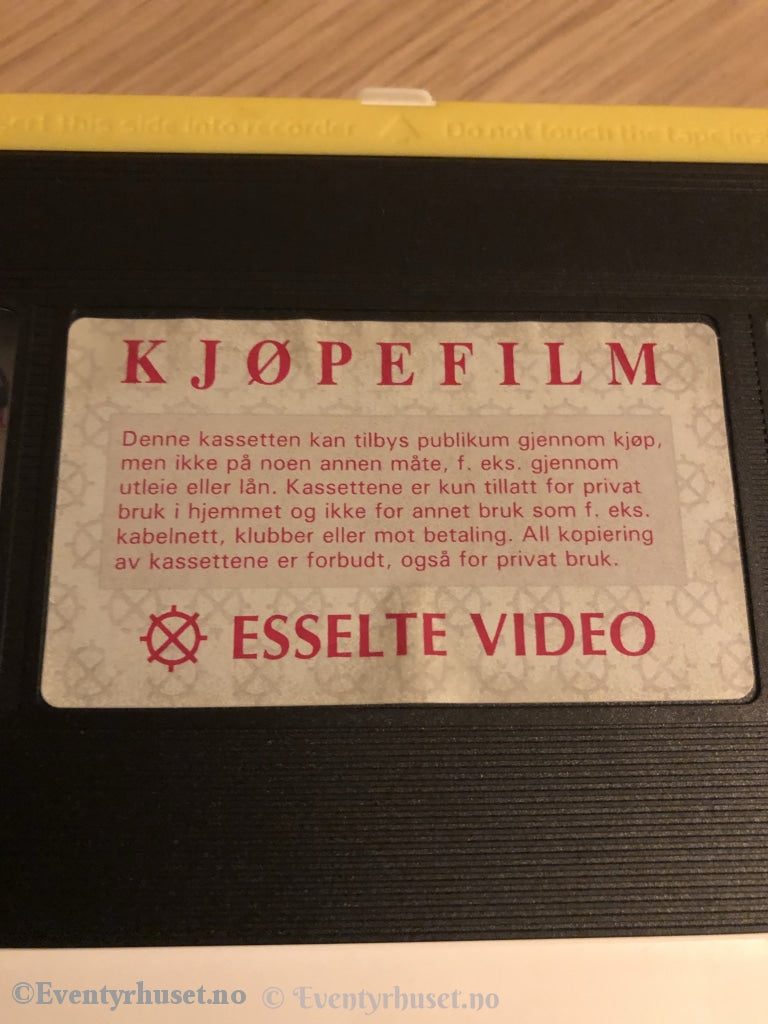 sert this side into recorder Do not touch the tape ins
KJØPEFILM
Denne kassetten kan tilbys publikum gjennom kjøp,
men ikke på noen annen måte, f. eks. gjennom
utleie eller lån. Kassettene er kun tillatt for privat
bruk i hjemmet og ikke for annet bruk som f. eks.
kabelnett, klubber eller mot betaling. All kopiering
av kassettene er forbudt, også for privat bruk.
ESSELTE VIDEO
©Eventyrhuset.no © Eventyrhuset.no